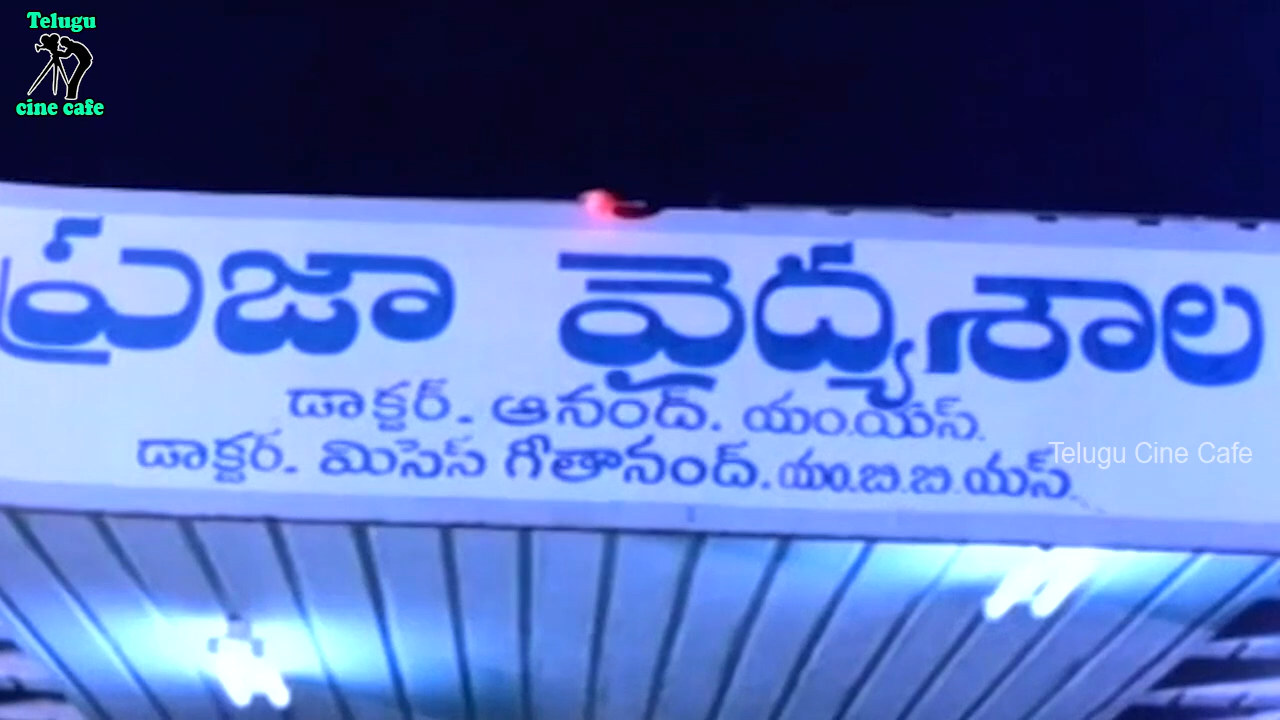 Telugu
cine cafe
ప్రజా వైద్యశాల
డాక్టర్. ఆనంద్. యం.యస్.
డాక్టర్. మిసెస్ గీతానంద్. యం.బి.బి.యస్.
Telugu Cine Cafe